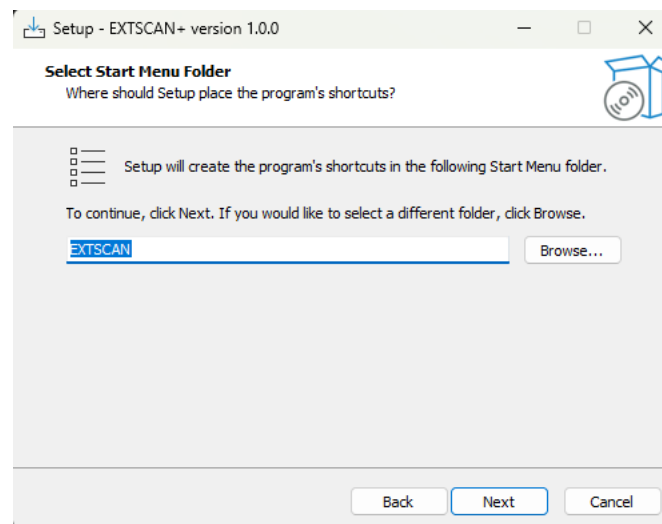 Setup - EXTSCAN+ version 1.0.0
Select Start Menu Folder
Where should Setup place the program's shortcuts?
Setup will create the program's shortcuts in the following Start Menu folder.
To continue, click Next. If you would like to select a different folder, click Browse.
EXTSCAN
Browse...
Back
Next
Cancel